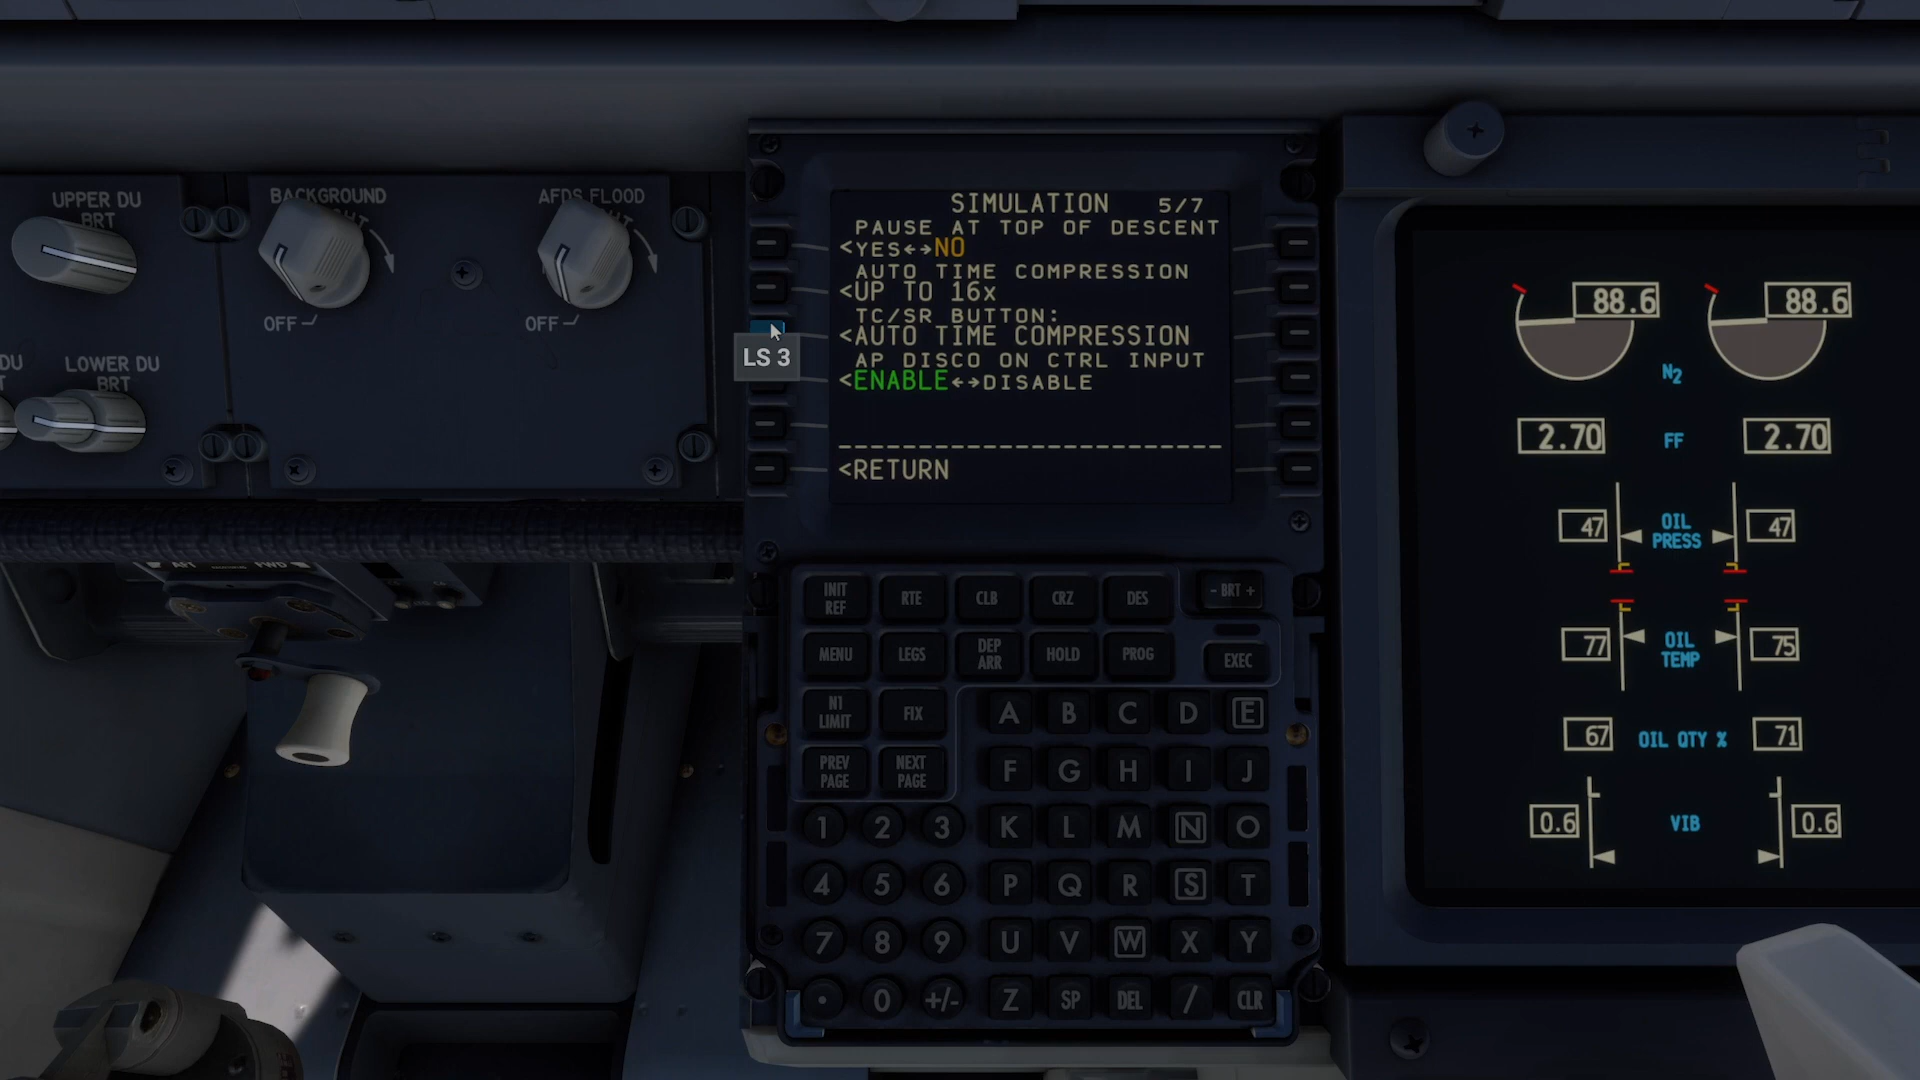 UPPER DU
BRT
BACKGROUND
OFF
AFDS FLOOD
OFF
DU
LOWER DU
BRT
LS 3
SIMULATION 5/7
PAUSE AT TOP OF DESCENT
<YES↔NO
AUTO TIME COMPRESSION
<UP TO 16x
TC/SR BUTTON:
<AUTO TIME COMPRESSION
AP DISCO ON CTRL INPUT
<ENABLE↔DISABLE
<RETURN
AFT FWD
INIT REF
RTE
CLB
CRZ
DES
- BRT +
MENU
LEGS
DEP ARR
HOLD
PROG
EXEC
N1 LIMIT
FIX
A B C D E
PREV PAGE
NEXT PAGE
F G H I J
1 2 3 K L M N O
4 5 6 P Q R S T
7 8 9 U V W X Y
. 0 +/- Z SP DEL / CLR
88.6 88.6
N2
2.70 FF 2.70
47 OIL PRESS 47
77 OIL TEMP 75
67 OIL QTY % 71
0.6 VIB 0.6